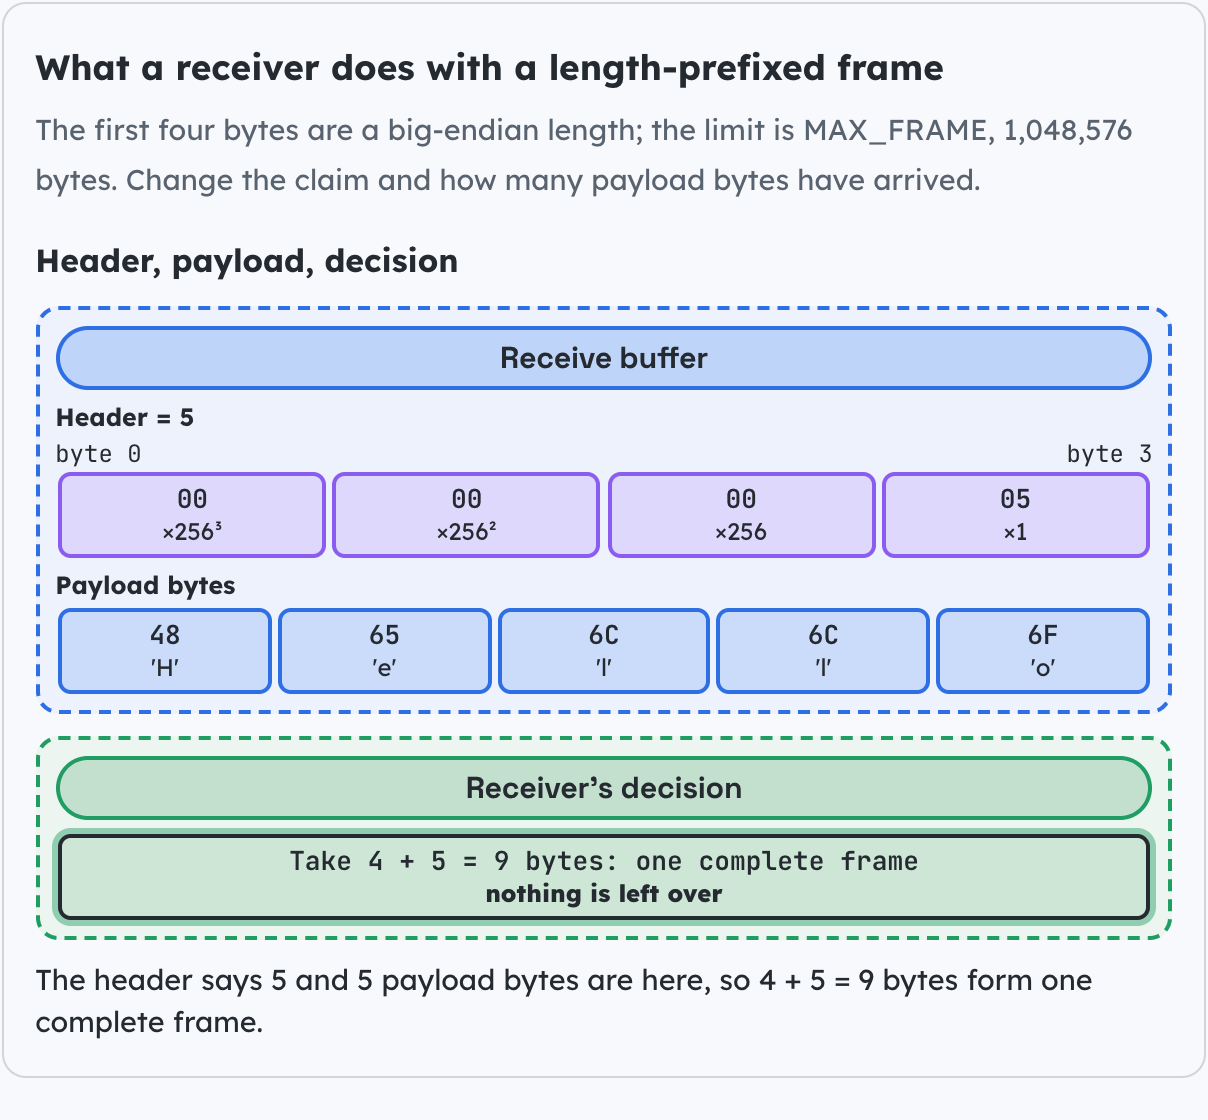 What a receiver does with a length-prefixed frame
The first four bytes are a big-endian length; the limit is MAX_FRAME, 1,048,576
bytes. Change the claim and how many payload bytes have arrived.
Header, payload, decision
Receive buffer
Header = 5
byte 0 byte 3
00 00 00 05
×256³ ×256² ×256 ×1
Payload bytes
48 65 6C 6C 6F
'H' 'e' 'l' 'l' 'o'
Receiver’s decision
Take 4 + 5 = 9 bytes: one complete frame
nothing is left over
The header says 5 and 5 payload bytes are here, so 4 + 5 = 9 bytes form one
complete frame.